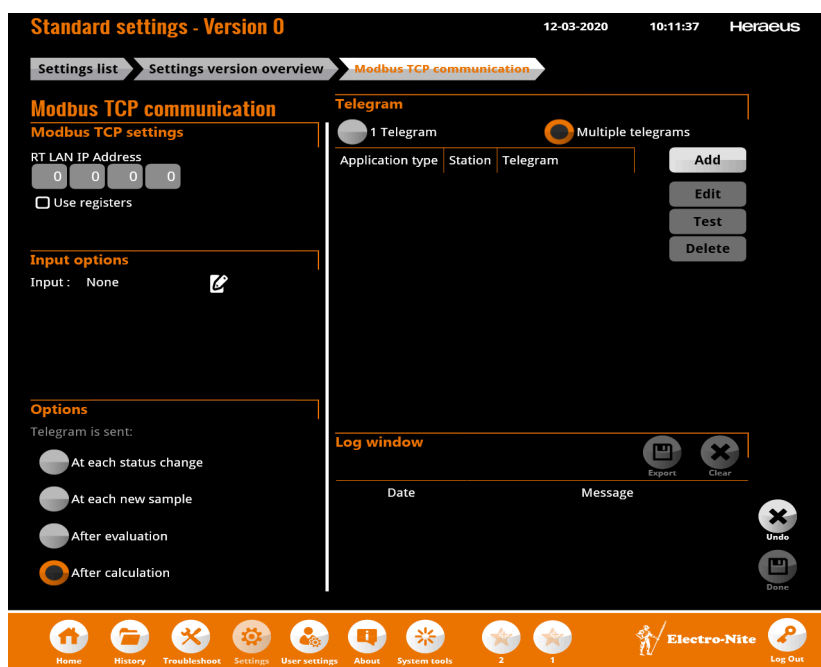 Standard settings - Version 0
12-03-2020
10:11:37
Heraeus
Settings list
Settings version overview
Modbus TCP communication
Modbus TCP communication
Modbus TCP settings
RT LAN IP Address
0 0 0 0
Use registers
Input options
Input : None
Options
Telegram is sent:
At each status change
At each new sample
After evaluation
After calculation
Telegram
1 Telegram
Multiple telegrams
Application type Station Telegram
Add
Edit
Test
Delete
Log window
Export
Clear
Date Message
Undo
Done
Home
History
Troubleshoot
Settings
User settings
About
System tools
2
1
Electro-Nite
Log Out